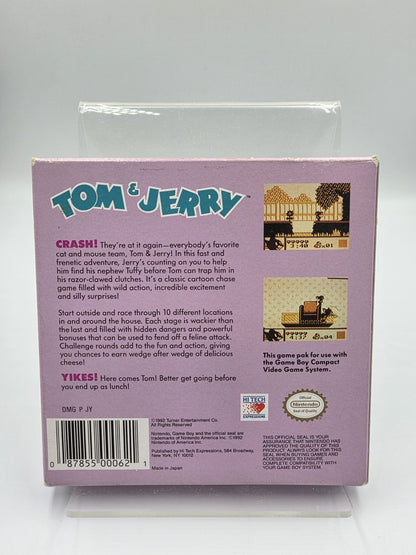 TOM & JERRY™
CRASH! They're at it again—everybody's favorite
cat and mouse team, Tom & Jerry! In this fast and
frenetic adventure, Jerry's counting on you to help
him find his nephew Tuffy before Tom can trap him
in his razor-clawed clutches. It's a classic cartoon chase
game filled with wild action, incredible excitement
and silly surprises!
Start outside and race through 10 different locations
in and around the house. Each stage is wackier than
the last and filled with hidden dangers and powerful
bonuses that can be used to fend off a feline attack.
Challenge rounds add to the fun and action, giving
you chances to earn wedge after wedge of delicious
cheese!
YIKES! Here comes Tom! Better get going before
you end up as lunch!
3:40 x01
4:37 x04
This game pak for use with
the Game Boy Compact
Video Game System.
DMG P JY
0 87855 00062 1
©1992 Turner Entertainment Co.
All Rights Reserved
Nintendo, Game Boy and the official seal are
trademarks of Nintendo America Inc. ©1992
Nintendo of America Inc.
Published by Hi Tech Expressions, 584 Broadway,
New York, NY 10012
Made in Japan
HI TECH
EXPRESSIONS
Official
Nintendo
Seal of Quality
THIS OFFICIAL SEAL IS YOUR
ASSURANCE THAT NINTENDO HAS
APPROVED THE QUALITY OF THIS
PRODUCT. ALWAYS LOOK FOR THIS
SEAL WHEN BUYING GAMES AND
ACCESSORIES TO ENSURE
COMPLETE COMPATIBILITY WITH
YOUR GAME BOY SYSTEM.